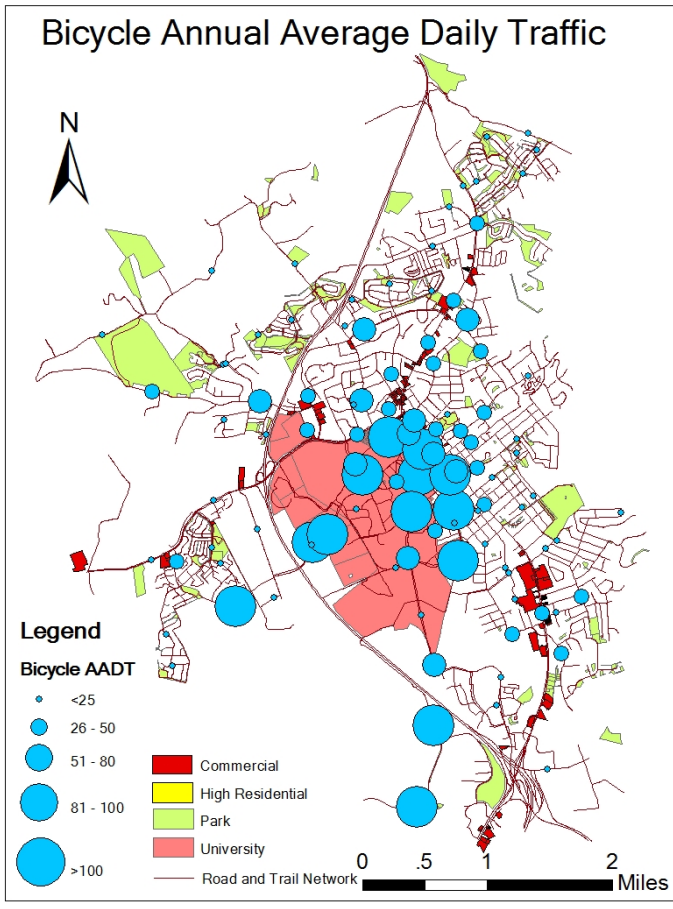 Bicycle Annual Average Daily Traffic
N
Legend
Bicycle AADT
<25
26 - 50
51 - 80
81 - 100
>100
Commercial
High Residential
Park
University
Road and Trail Network
0 .5 1 2
Miles